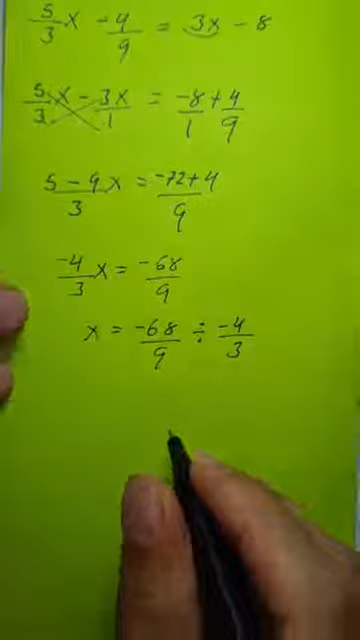 5/3 x - 4/9 = 3x - 8
5/3 x - 3x/1 = -8/1 + 4/9
5 - 9x/3 = -72+4/9
-4/3 x = -68/9
x = -68/9 ÷ -4/3